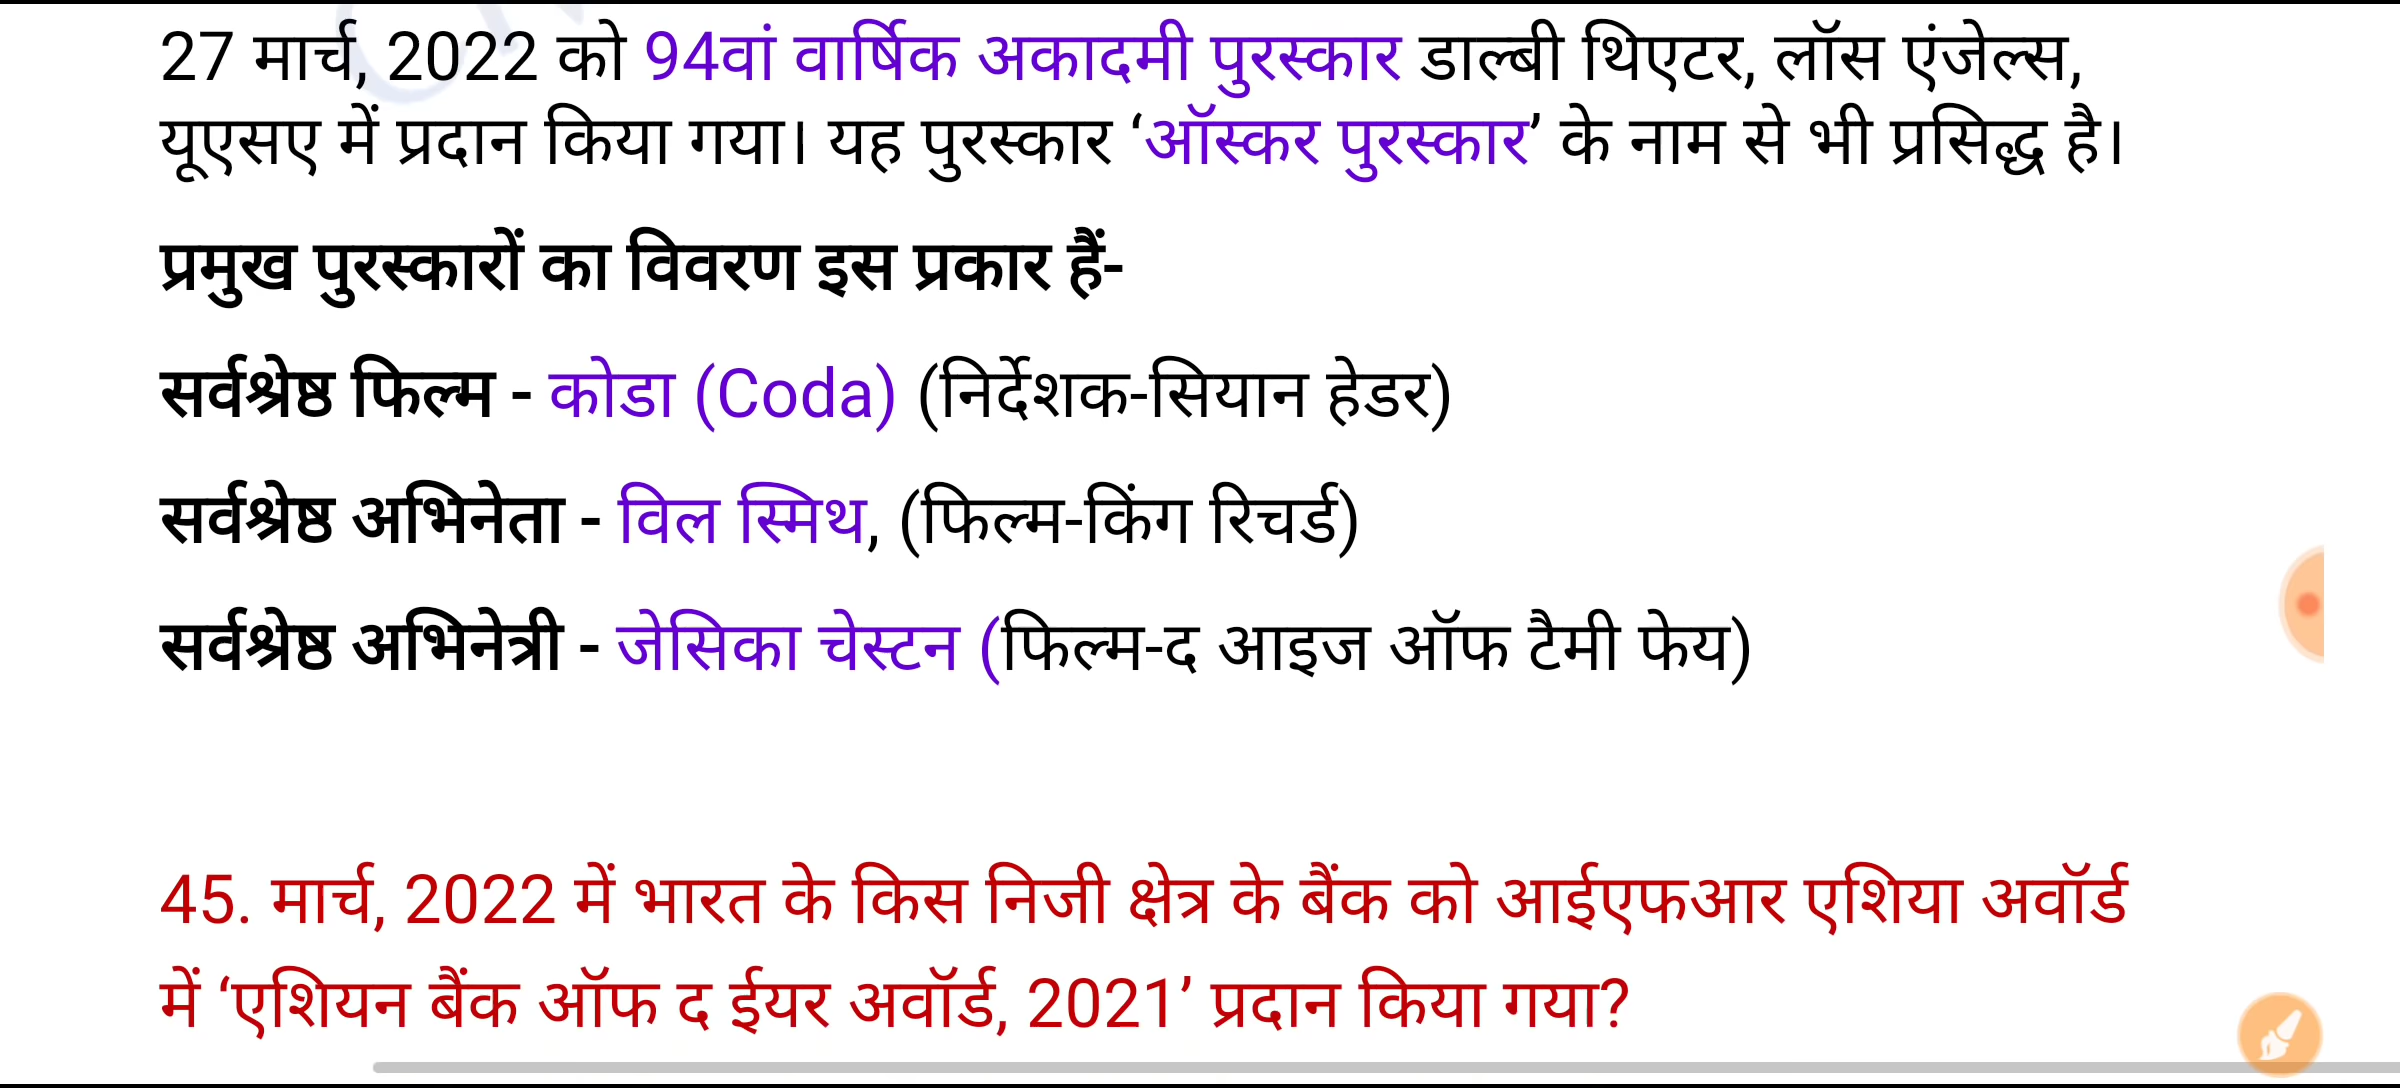 27 मार्च, 2022 को 94वां वार्षिक अकादमी पुरस्कार डाल्बी थिएटर, लॉस एंजेल्स,
यूएसए में प्रदान किया गया। यह पुरस्कार ‘ऑस्कर पुरस्कार’ के नाम से भी प्रसिद्ध है।
प्रमुख पुरस्कारों का विवरण इस प्रकार हैं-
सर्वश्रेष्ठ फिल्म - कोडा (Coda) (निर्देशक-सियान हेडर)
सर्वश्रेष्ठ अभिनेता - विल स्मिथ, (फिल्म-किंग रिचर्ड)
सर्वश्रेष्ठ अभिनेत्री - जेसिका चेस्टन (फिल्म-द आइज ऑफ टैमी फेय)
45. मार्च, 2022 में भारत के किस निजी क्षेत्र के बैंक को आईएफआर एशिया अवॉर्ड
में ‘एशियन बैंक ऑफ द ईयर अवॉर्ड, 2021’ प्रदान किया गया?